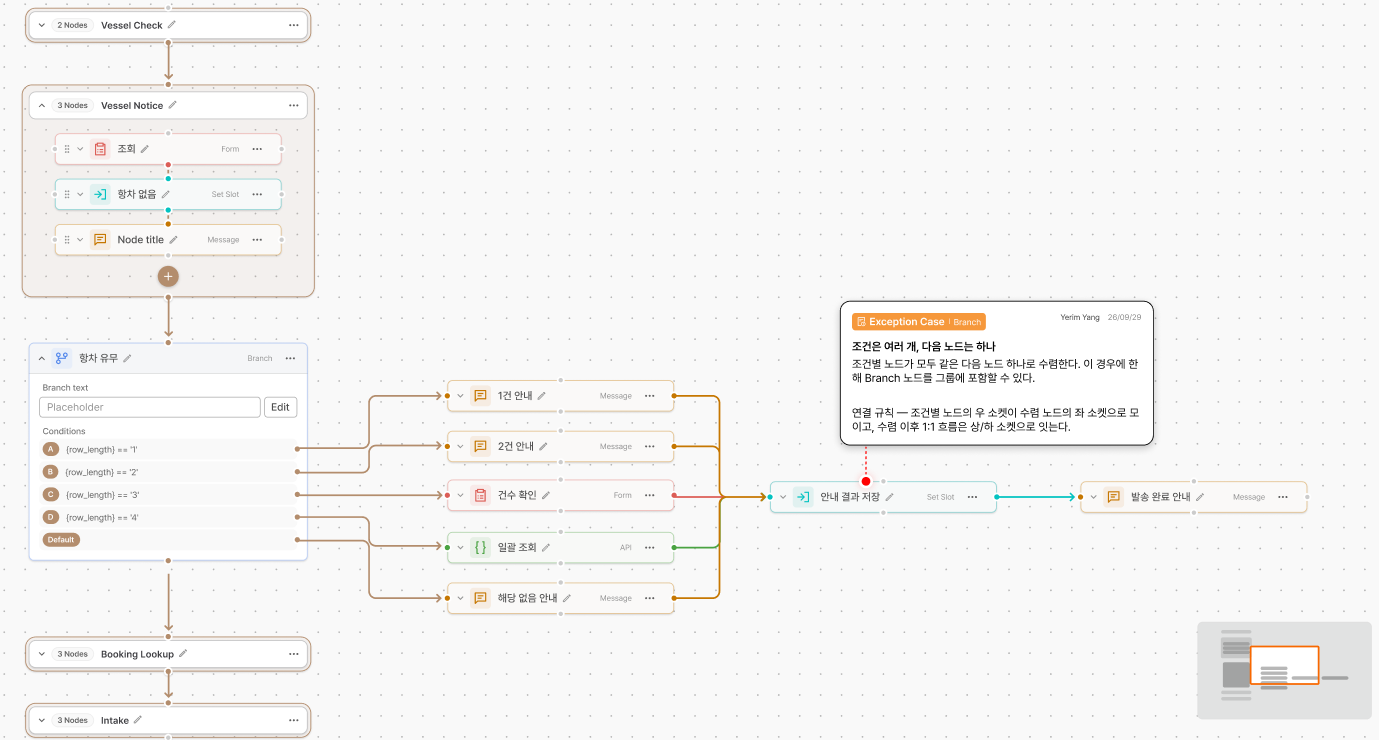 2 Nodes Vessel Check
3 Nodes Vessel Notice
조회 Form
항차 없음 Set Slot
Node title Message
항차 유무 Branch
Branch text
Placeholder Edit
Conditions
A {row_length} == '1'
B {row_length} == '2'
C {row_length} == '3'
D {row_length} == '4'
Default
1건 안내 Message
2건 안내 Message
건수 확인 Form
일괄 조회 API
해당 없음 안내 Message
Exception Case Branch Yerim Yang 26/09/29
조건은 여러 개, 다음 노드는 하나
조건별 노드가 모두 같은 다음 노드 하나로 수렴한다. 이 경우에 한
해 Branch 노드를 그룹에 포함할 수 있다.
연결 규칙 — 조건별 노드의 우 소켓이 수렴 노드의 좌 소켓으로 모
이고, 수렴 이후 1:1 흐름은 상/하 소켓으로 잇는다.
안내 결과 저장 Set Slot
발송 완료 안내 Message
3 Nodes Booking Lookup
3 Nodes Intake